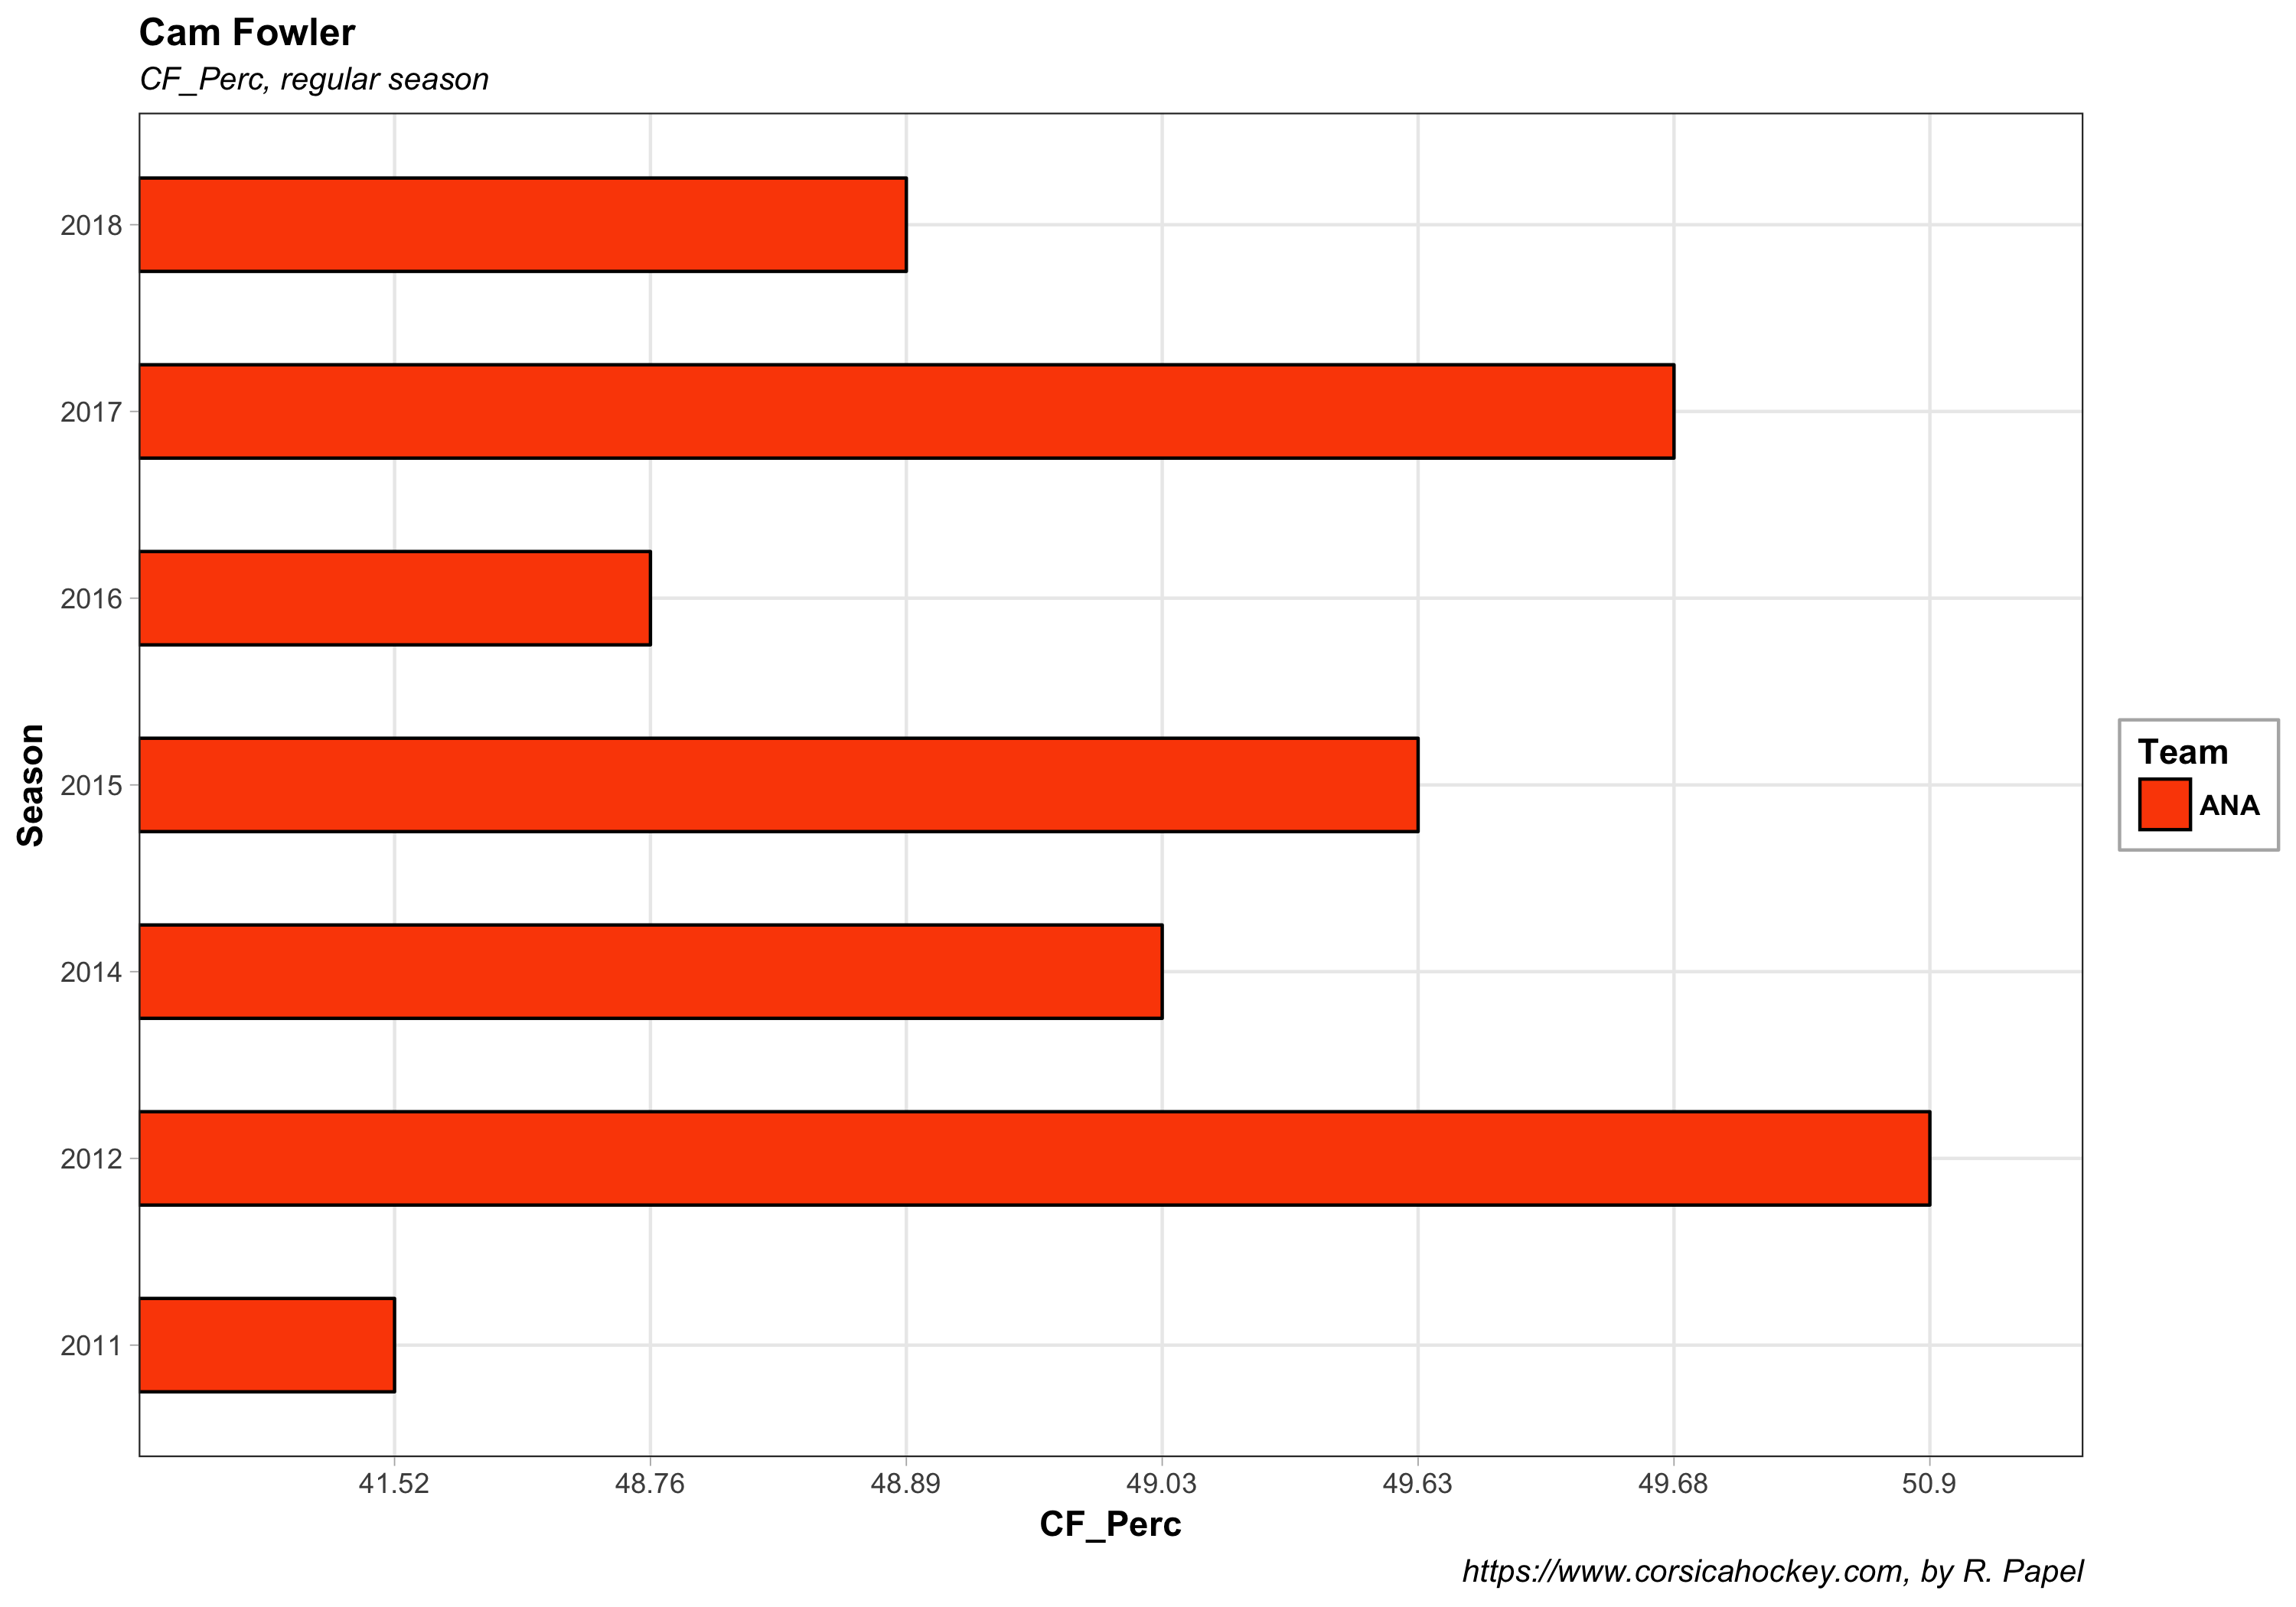 Cam Fowler
CF_Perc, regular season
Season
2018
2017
2016
2015
2014
2012
2011
41.52 48.76 48.89 49.03 49.63 49.68 50.9
CF_Perc
Team
ANA
https://www.corsicahockey.com, by R. Papel